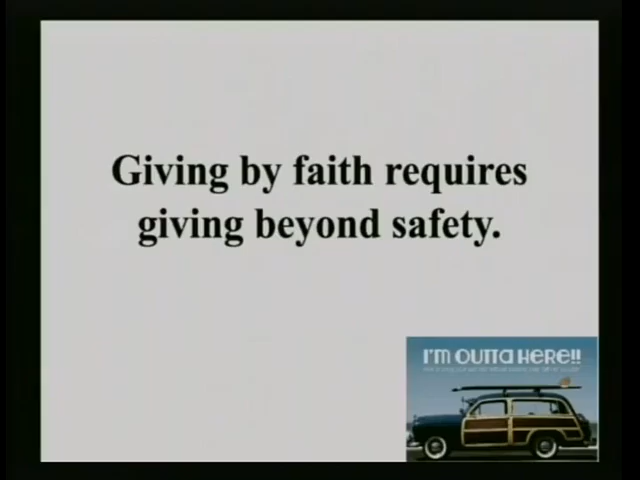 Giving by faith requires
giving beyond safety.
I'M OUTTA HERE!!